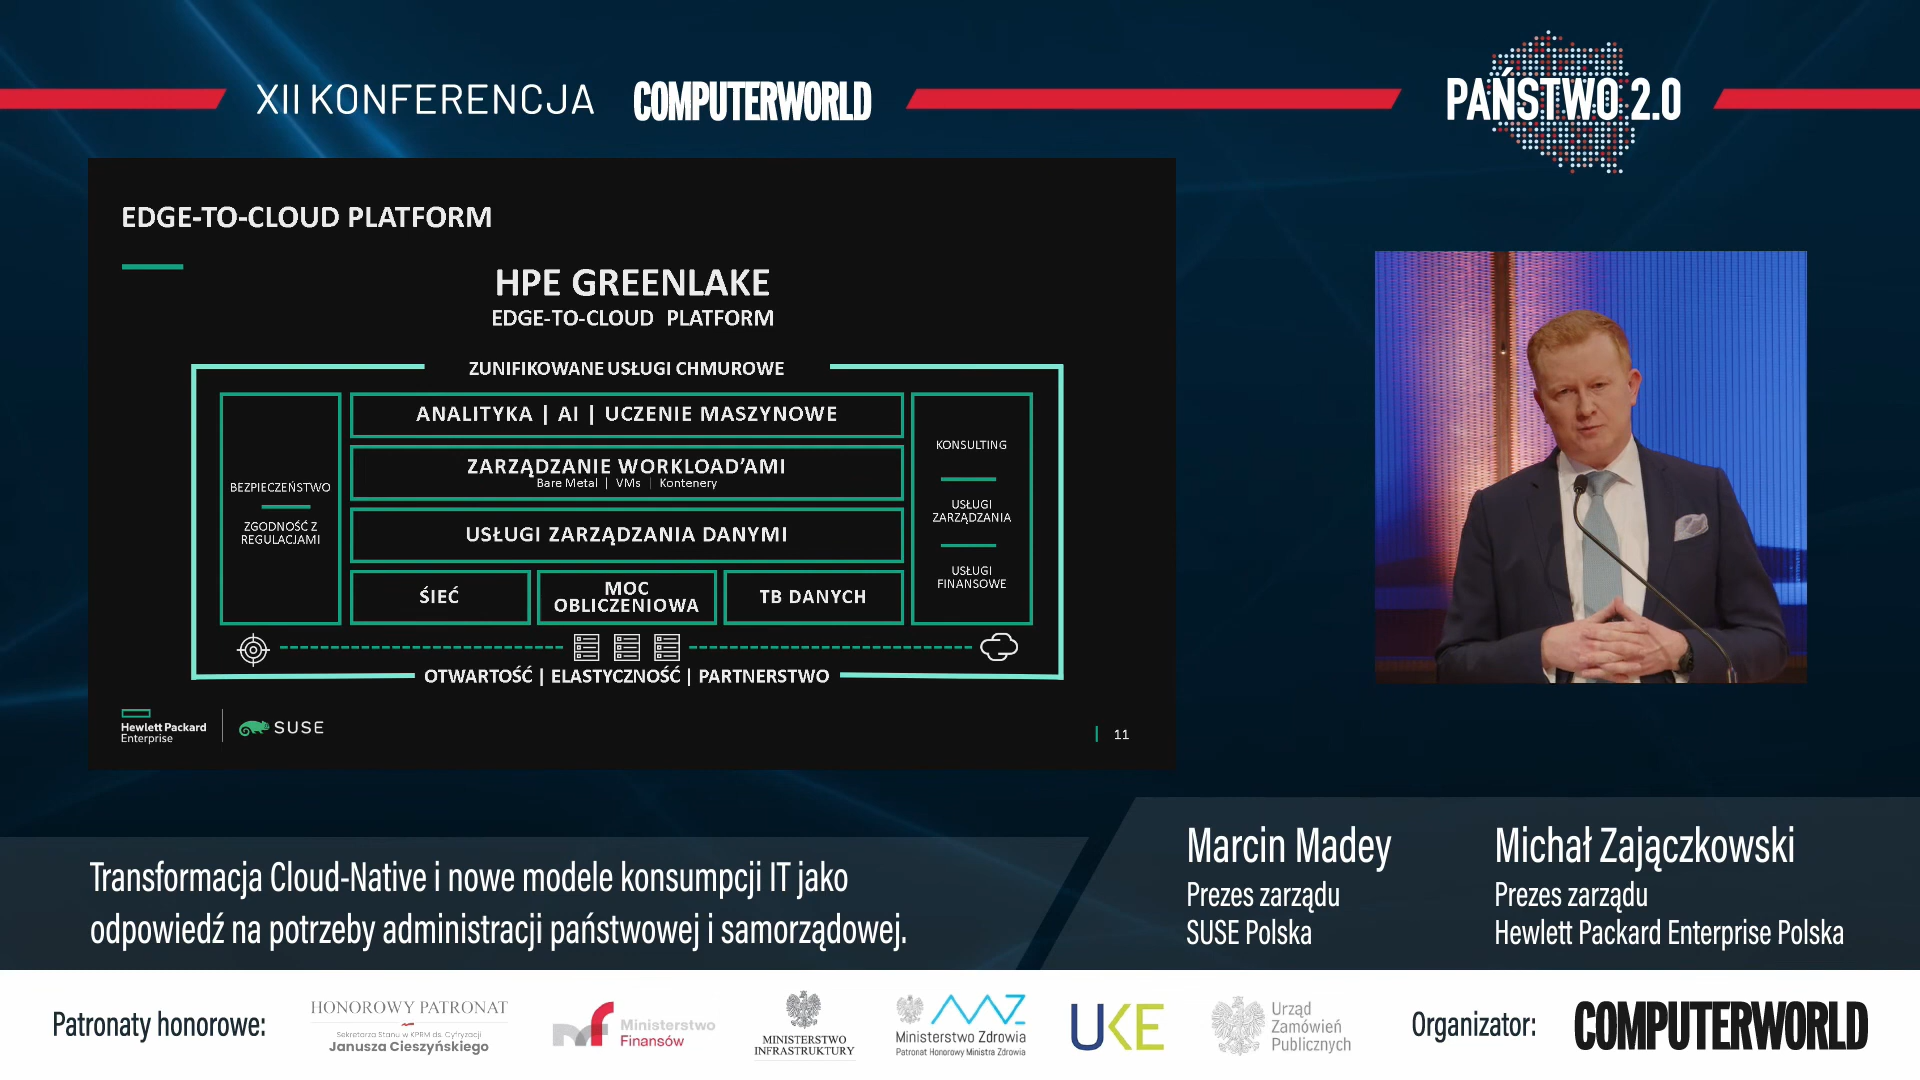 XII KONFERENCJA COMPUTERWORLD
PAŃSTWO 2.0
EDGE-TO-CLOUD PLATFORM
HPE GREENLAKE
EDGE-TO-CLOUD PLATFORM
ZUNIFIKOWANE USŁUGI CHMUROWE
BEZPIECZEŃSTWO
ZGODNOŚĆ Z
REGULACJAMI
ANALITYKA | AI | UCZENIE MASZYNOWE
ZARZĄDZANIE WORKLOAD'AMI
Bare Metal | VMs | Kontenery
USŁUGI ZARZĄDZANIA DANYMI
ŚIEĆ
MOC
OBLICZENIOWA
TB DANYCH
KONSULTING
USŁUGI
ZARZĄDZANIA
USŁUGI
FINANSOWE
OTWARTOŚĆ | ELASTYCZNOŚĆ | PARTNERSTWO
Hewlett Packard
Enterprise
SUSE
11
Transformacja Cloud-Native i nowe modele konsumpcji IT jako
odpowiedź na potrzeby administracji państwowej i samorządowej.
Marcin Madey
Prezes zarządu
SUSE Polska
Michał Zajączkowski
Prezes zarządu
Hewlett Packard Enterprise Polska
Patronaty honorowe:
HONOROWY PATRONAT
Sekretarza Stanu w KPRM ds. Cyfryzacji
Janusza Cieszyńskiego
Ministerstwo
Finansów
MINISTERSTWO
INFRASTRUKTURY
Ministerstwo Zdrowia
Patronat Honorowy Ministra Zdrowia
UKE
Urząd
Zamówień
Publicznych
Organizator:
COMPUTERWORLD